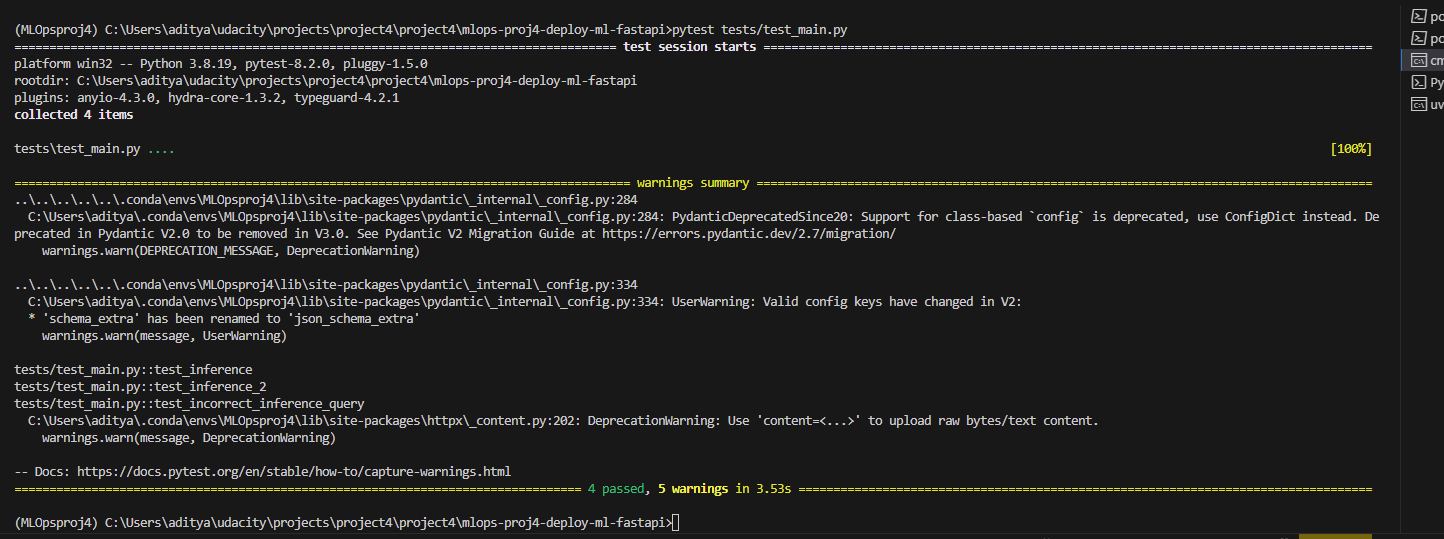 (MLOpsproj4) C:\Users\aditya\udacity\projects\project4\project4\mlops-proj4-deploy-ml-fastapi>pytest tests/test_main.py
======================================================================================= test session starts =======================================================================================
platform win32 -- Python 3.8.19, pytest-8.2.0, pluggy-1.5.0
rootdir: C:\Users\aditya\udacity\projects\project4\project4\mlops-proj4-deploy-ml-fastapi
plugins: anyio-4.3.0, hydra-core-1.3.2, typeguard-4.2.1
collected 4 items
tests\test_main.py .... [100%]
======================================================================================== warnings summary ========================================================================================
..\..\..\..\..\.conda\envs\MLOpsproj4\lib\site-packages\pydantic\_internal\_config.py:284
C:\Users\aditya\.conda\envs\MLOpsproj4\lib\site-packages\pydantic\_internal\_config.py:284: PydanticDeprecatedSince20: Support for class-based `config` is deprecated, use ConfigDict instead. De
precated in Pydantic V2.0 to be removed in V3.0. See Pydantic V2 Migration Guide at https://errors.pydantic.dev/2.7/migration/
warnings.warn(DEPRECATION_MESSAGE, DeprecationWarning)
..\..\..\..\..\.conda\envs\MLOpsproj4\lib\site-packages\pydantic\_internal\_config.py:334
C:\Users\aditya\.conda\envs\MLOpsproj4\lib\site-packages\pydantic\_internal\_config.py:334: UserWarning: Valid config keys have changed in V2:
* 'schema_extra' has been renamed to 'json_schema_extra'
warnings.warn(message, UserWarning)
tests/test_main.py::test_inference
tests/test_main.py::test_inference_2
tests/test_main.py::test_incorrect_inference_query
C:\Users\aditya\.conda\envs\MLOpsproj4\lib\site-packages\httpx\_content.py:202: DeprecationWarning: Use 'content=<...>' to upload raw bytes/text content.
warnings.warn(message, DeprecationWarning)
-- Docs: https://docs.pytest.org/en/stable/how-to/capture-warnings.html
================================================================================= 4 passed, 5 warnings in 3.53s ==================================================================================
(MLOpsproj4) C:\Users\aditya\udacity\projects\project4\project4\mlops-proj4-deploy-ml-fastapi>
po
po
cm
Py
uv